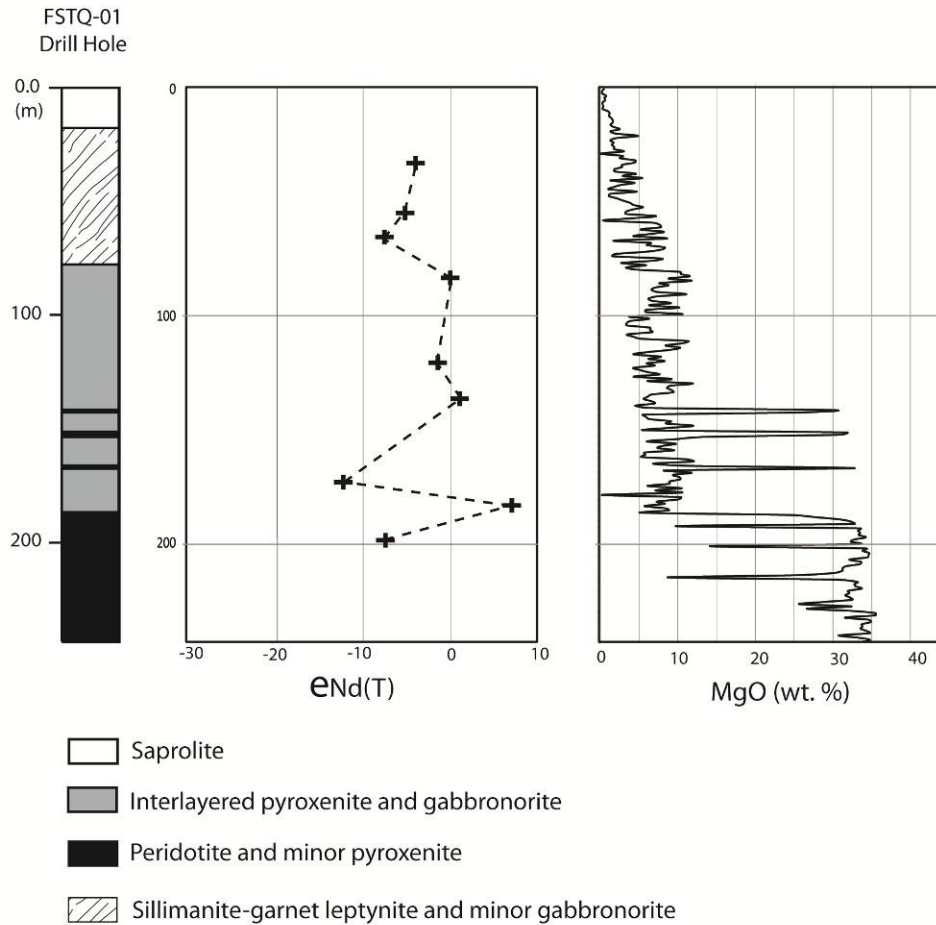 FSTQ-01
Drill Hole
0.0
(m)
100
200
0
100
200
-30 -20 -10 0 10
eNd(T)
0 10 20 30 40
MgO (wt. %)
Saprolite
Interlayered pyroxenite and gabbronorite
Peridotite and minor pyroxenite
Sillimanite-garnet leptynite and minor gabbronorite